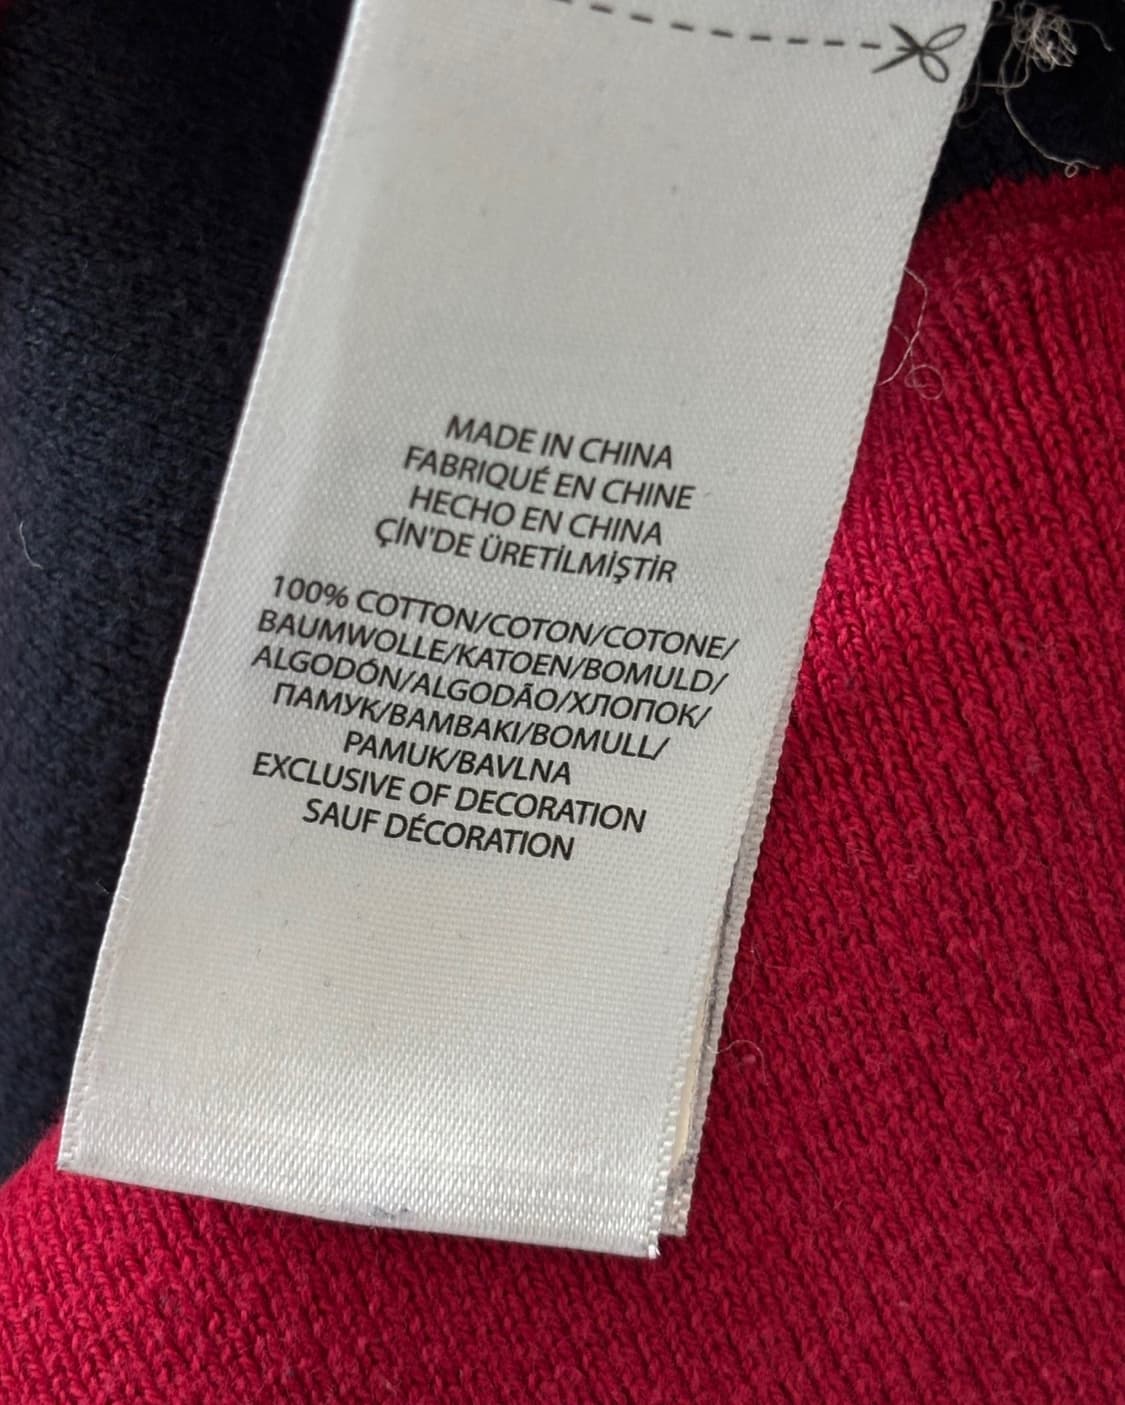 MADE IN CHINA
FABRIQUÉ EN CHINE
HECHO EN CHINA
ÇİN'DE ÜRETİLMİŞTİR
100% COTTON/COTON/COTONE/
BAUMWOLLE/KATOEN/BOMULD/
ALGODÓN/ALGODÃO/ХЛОПОК/
ПАМУК/BAMBAKI/BOMULL/
PAMUK/BAVLNA
EXCLUSIVE OF DECORATION
SAUF DÉCORATION